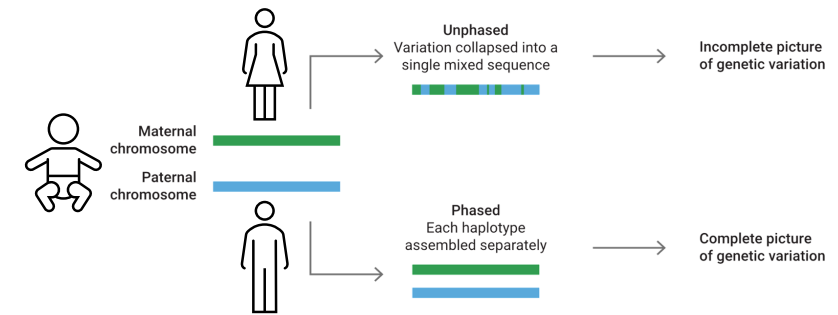 Unphased
Variation collapsed into a
single mixed sequence
Incomplete picture
of genetic variation
Maternal
chromosome
Paternal
chromosome
Phased
Each haplotype
assembled separately
Complete picture
of genetic variation